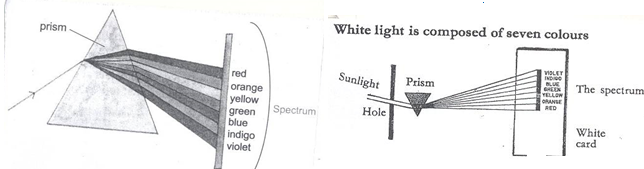 prism
red
orange
yellow
green
blue
indigo
violet
Spectrum
White light is composed of seven colours
Sunlight
Prism
Hole
VIOLET
INDIGO
BLUE
GREEN
YELLOW
ORANGE
RED
The spectrum
White
card